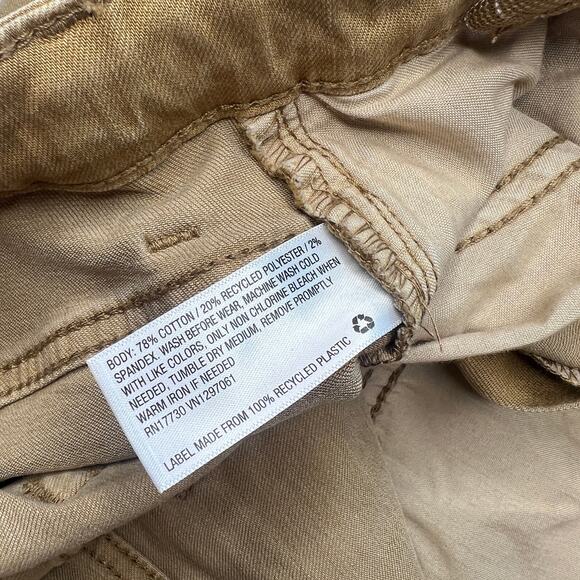 BODY: 78% COTTON / 20% RECYCLED POLYESTER / 2%
SPANDEX. WASH BEFORE WEAR. MACHINE WASH COLD
WITH LIKE COLORS, ONLY NON CHLORINE BLEACH WHEN
NEEDED, TUMBLE DRY MEDIUM, REMOVE PROMPTLY
WARM IRON IF NEEDED
RN17730 VN1297061
LABEL MADE FROM 100% RECYCLED PLASTIC